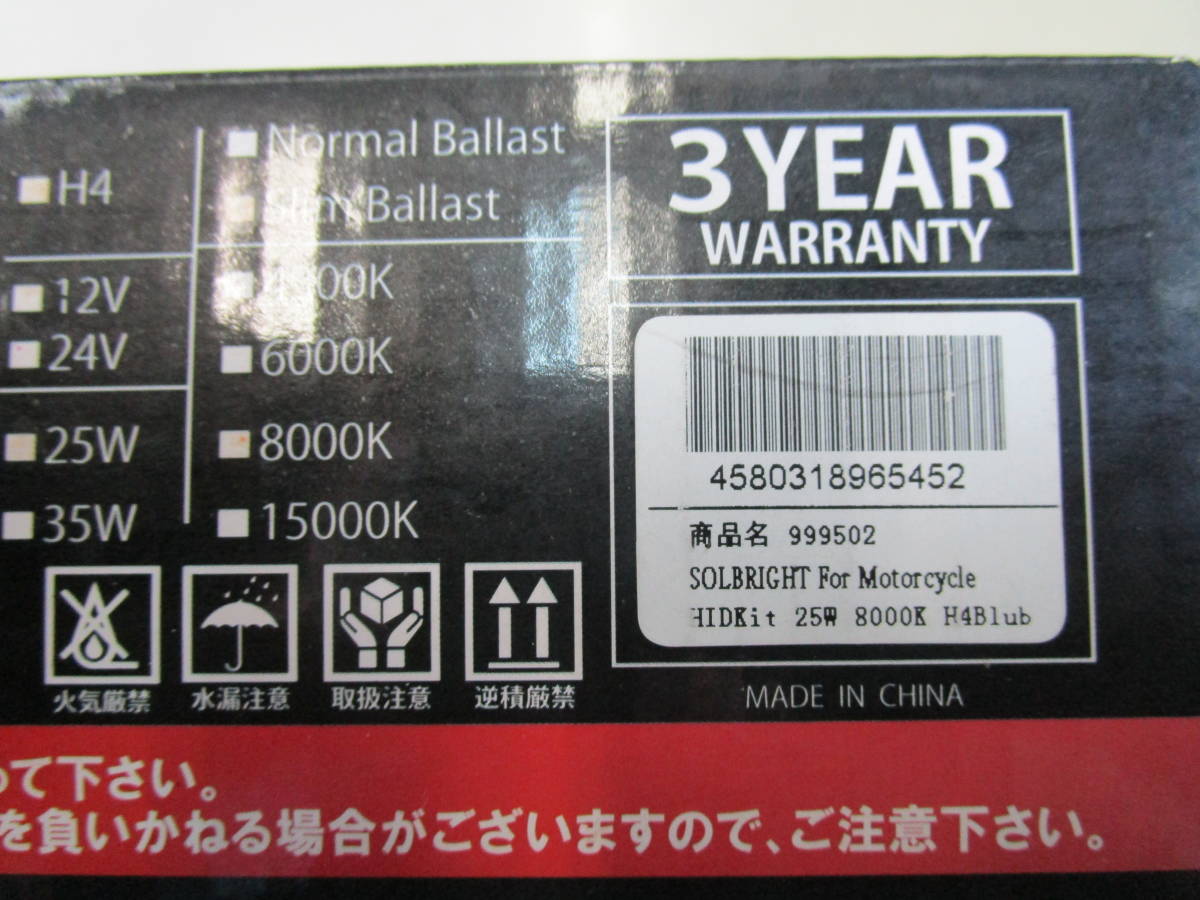 H4
12V
24V
25W
35W
Normal Ballast
Slim Ballast
6000K
8000K
15000K
3 YEAR
WARRANTY
4580318965452
商品名 999502
SOLBRIGHT For Motorcycle
HIDKit 25W 8000K H4Blub
火気厳禁
水漏注意
取扱注意
逆積厳禁
MADE IN CHINA
って下さい。
を負いかねる場合がございますので、ご注意下さい。